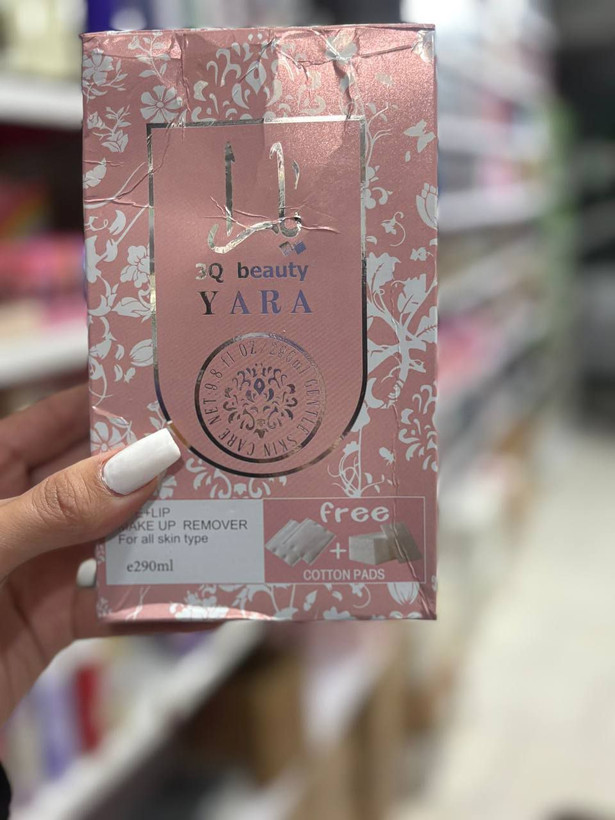 يارا
3Q beauty
YARA
NET 9.8 fl OZ/290ml GENTLE SKIN CARE
E+LIP
MAKE UP REMOVER
For all skin type
e290ml
free
+
COTTON PADS